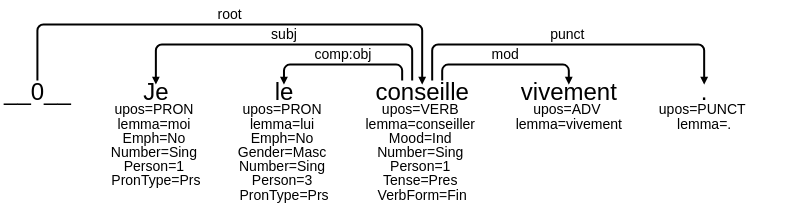 root
subj
punct
comp:obj
mod
__0__ Je le conseille vivement .
upos=PRON upos=PRON upos=VERB upos=ADV upos=PUNCT
lemma=moi lemma=lui lemma=conseiller lemma=vivement lemma=.
Emph=No Emph=No Mood=Ind
Number=Sing Gender=Masc Number=Sing
Person=1 Number=Sing Person=1
PronType=Prs Person=3 Tense=Pres
PronType=Prs VerbForm=Fin